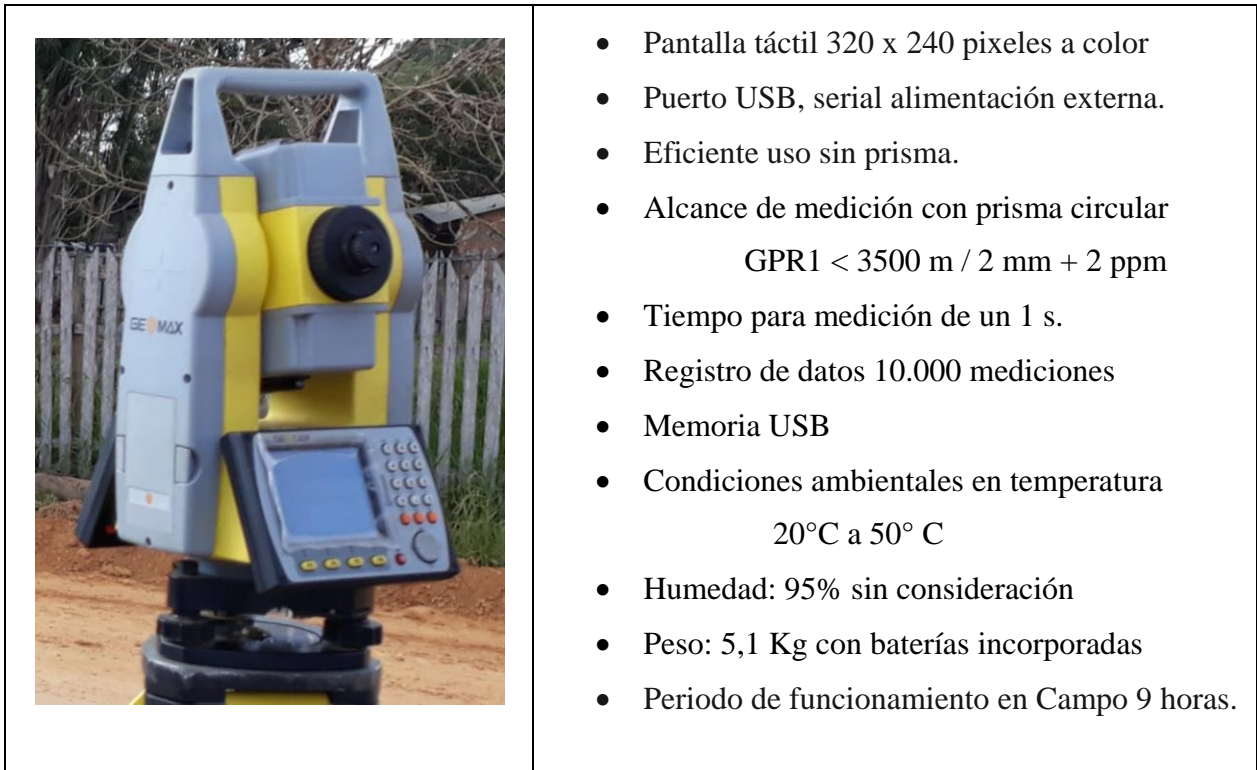 GEOMAX
Pantalla táctil 320 x 240 pixeles a color
Puerto USB, serial alimentación externa.
Eficiente uso sin prisma.
Alcance de medición con prisma circular
GPR1 < 3500 m / 2 mm + 2 ppm
Tiempo para medición de un 1 s.
Registro de datos 10.000 mediciones
Memoria USB
Condiciones ambientales en temperatura
20°C a 50° C
Humedad: 95% sin consideración
Peso: 5,1 Kg con baterías incorporadas
Periodo de funcionamiento en Campo 9 horas.